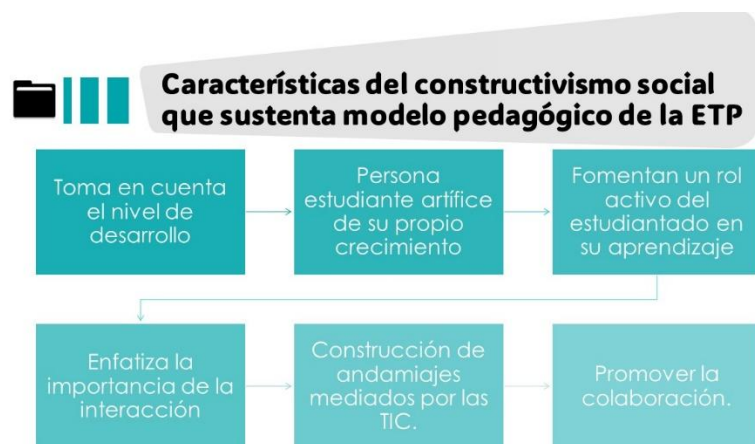 Características del constructivismo social
que sustenta modelo pedagógico de la ETP
Toma en cuenta
el nivel de
desarrollo
Persona
estudiante artífice
de su propio
crecimiento
Fomentan un rol
activo del
estudiantado en
su aprendizaje
Enfatiza la
importancia de la
interacción
Construcción de
andamiajes
mediados por las
TIC.
Promover la
colaboración.